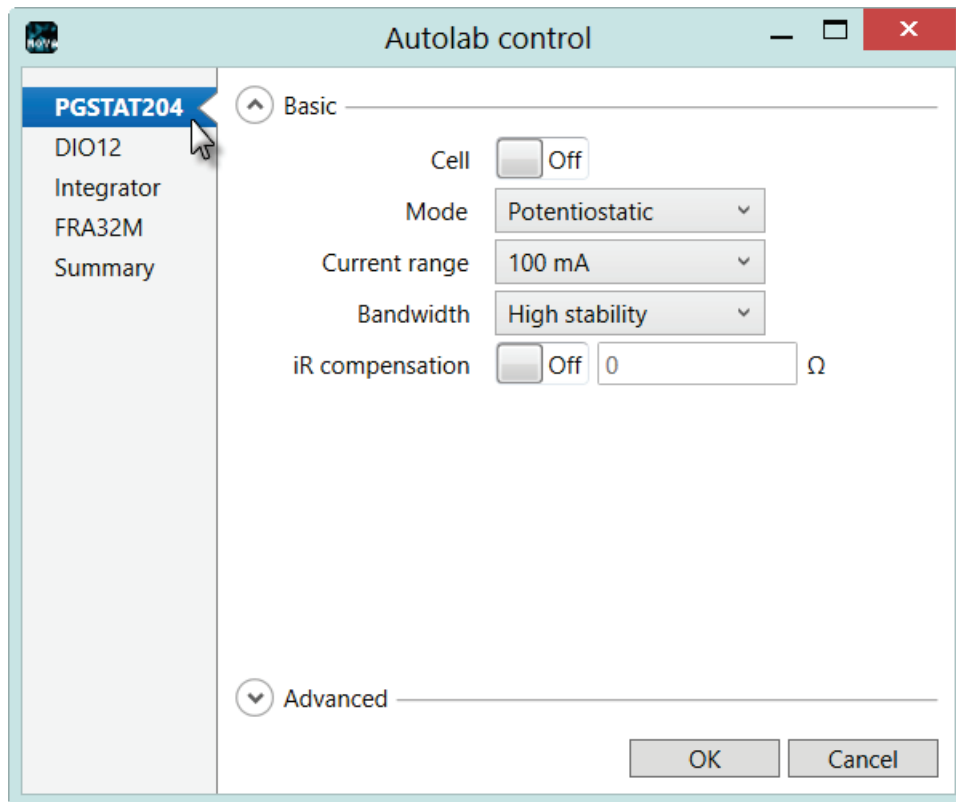 Autolab control
PGSTAT204
DIO12
Integrator
FRA32M
Summary
Basic
Cell Off
Mode Potentiostatic
Current range 100 mA
Bandwidth High stability
iR compensation Off 0 Ω
Advanced
OK Cancel